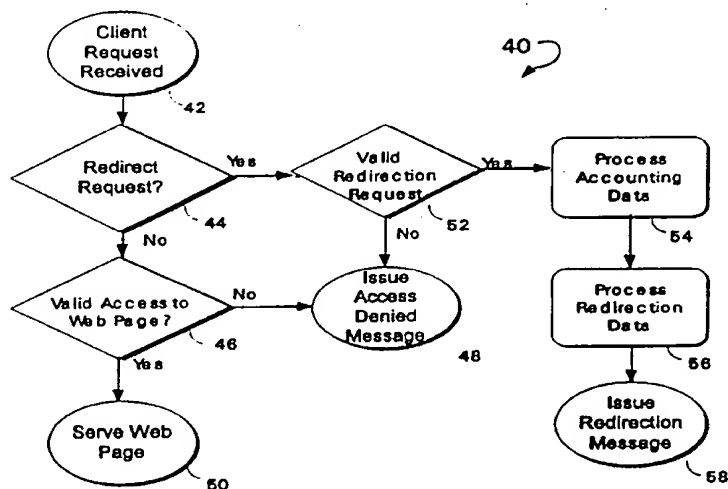 Client
Request
Received
42
40
Redirect
Request?
44
Yes
No
Valid
Redirection
Request
52
Yes
No
Process
Accounting
Data
54
Valid Access to
Web Page?
46
No
Yes
Issue
Access
Denied
Message
48
Process
Redirection
Data
56
Serve Web
Page
50
Issue
Redirection
Message
58